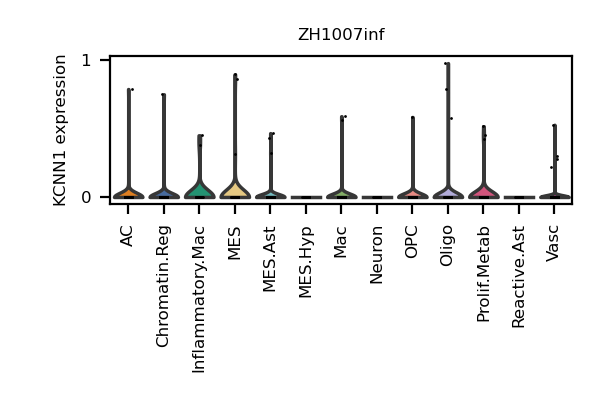 ZH1007inf
KCNN1 expression
1
0
AC
Chromatin.Reg
Inflammatory.Mac
MES
MES.Ast
MES.Hyp
Mac
Neuron
OPC
Oligo
Prolif.Metab
Reactive.Ast
Vasc